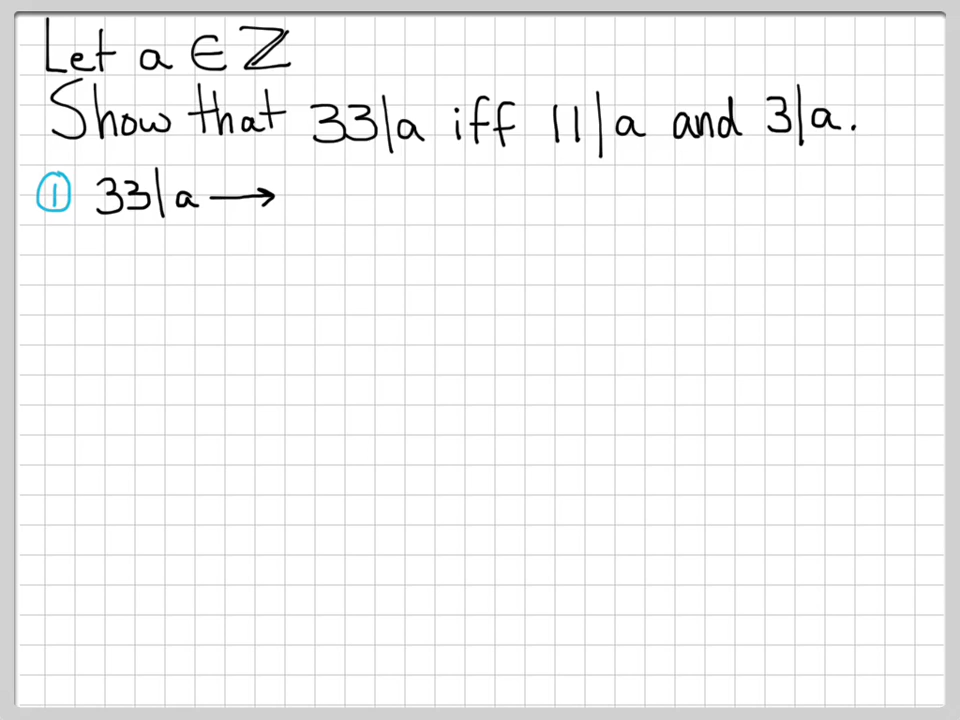 Let a ∈ ℤ
Show that 33|a iff 11|a and 3|a.
① 33|a ⟶